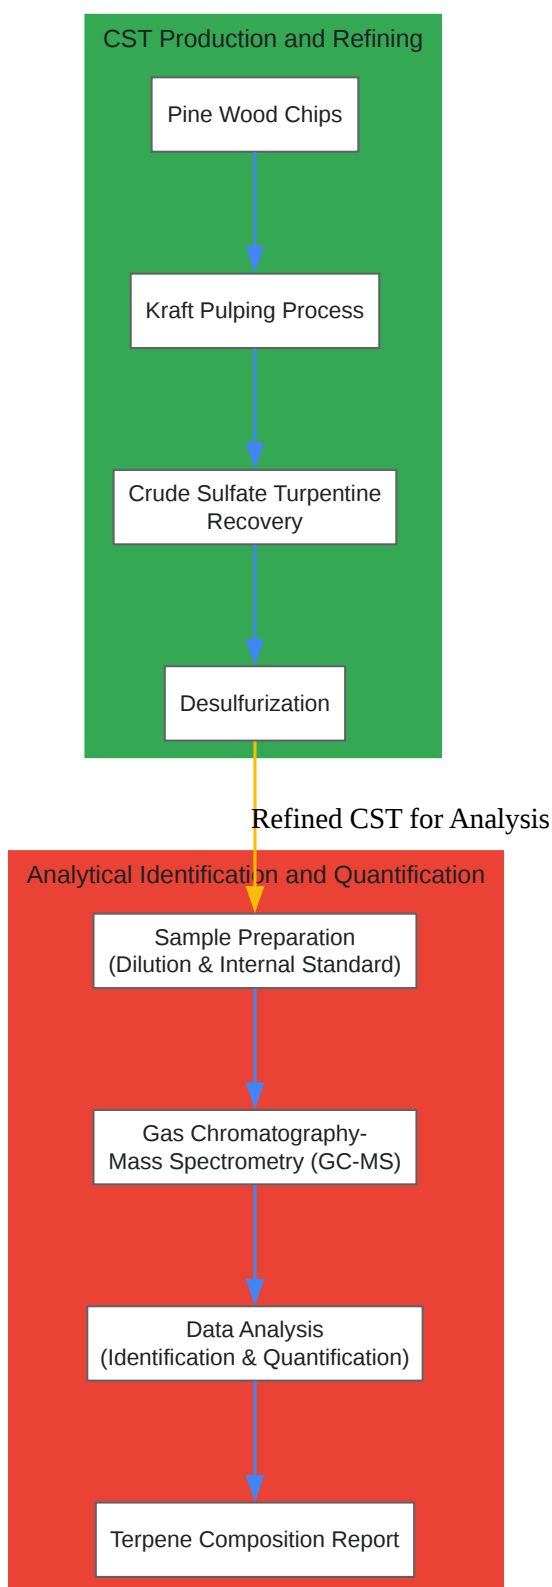 CST Production and Refining
Pine Wood Chips
Kraft Pulping Process
Crude Sulfate Turpentine
Recovery
Desulfurization
Refined CST for Analysis
Analytical Identification and Quantification
Sample Preparation
(Dilution & Internal Standard)
Gas Chromatography-
Mass Spectrometry (GC-MS)
Data Analysis
(Identification & Quantification)
Terpene Composition Report